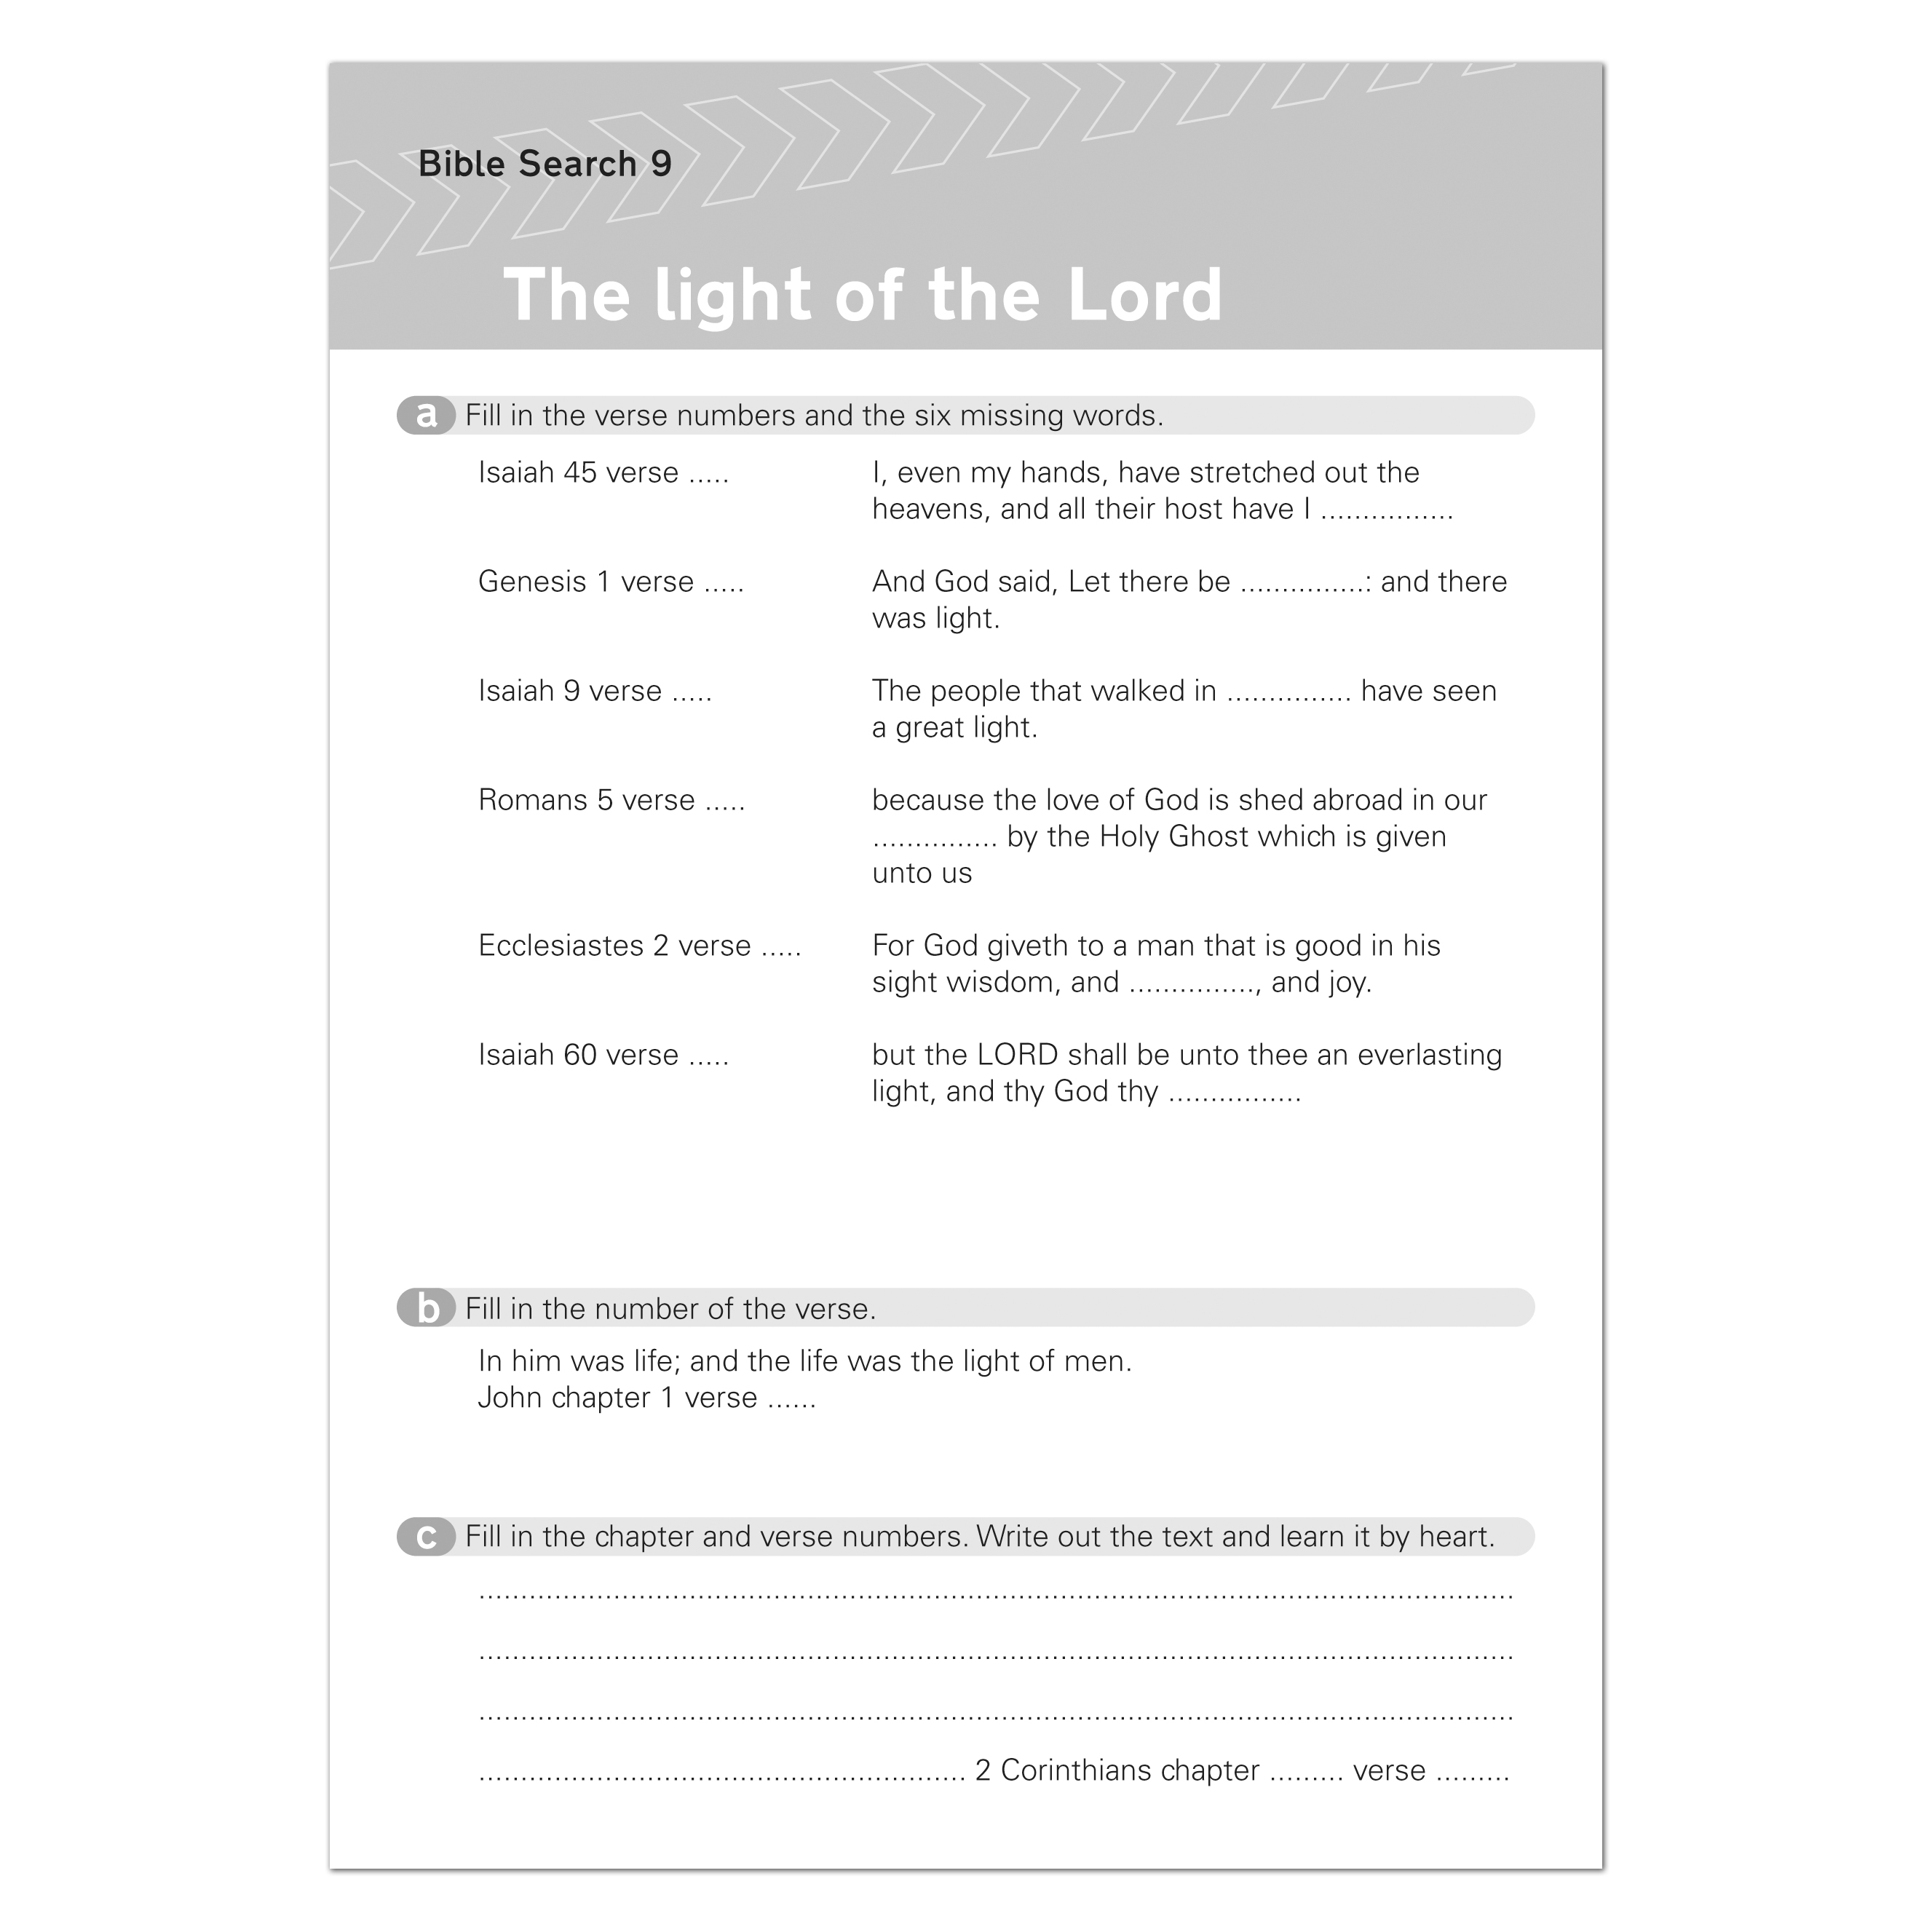 Bible Search 9
The light of the Lord
a Fill in the verse numbers and the six missing words.
Isaiah 45 verse ..... I, even my hands, have stretched out the
heavens, and all their host have I ................
Genesis 1 verse ..... And God said, Let there be ...............: and there
was light.
Isaiah 9 verse ..... The people that walked in ............... have seen
a great light.
Romans 5 verse ..... because the love of God is shed abroad in our
............... by the Holy Ghost which is given
unto us
Ecclesiastes 2 verse ..... For God giveth to a man that is good in his
sight wisdom, and ..............., and joy.
Isaiah 60 verse ..... but the LORD shall be unto thee an everlasting
light, and thy God thy ................
b Fill in the number of the verse.
In him was life; and the life was the light of men.
John chapter 1 verse ......
c Fill in the chapter and verse numbers. Write out the text and learn it by heart.
............................................................................................................................
............................................................................................................................
............................................................................................................................
.......................................................... 2 Corinthians chapter ......... verse .........